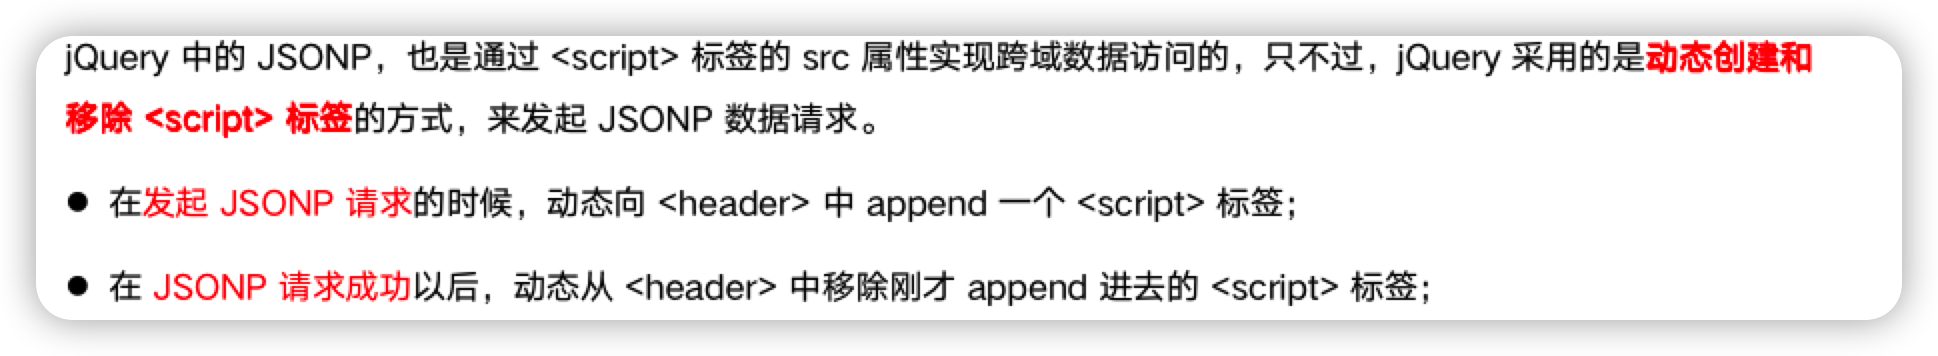 jQuery 中的 JSONP，也是通过 <script> 标签的 src 属性实现跨域数据访问的，只不过，jQuery 采用的是动态创建和
移除 <script> 标签的方式，来发起 JSONP 数据请求。
● 在发起 JSONP 请求的时候，动态向 <header> 中 append 一个 <script> 标签；
● 在 JSONP 请求成功以后，动态从 <header> 中移除刚才 append 进去的 <script> 标签；